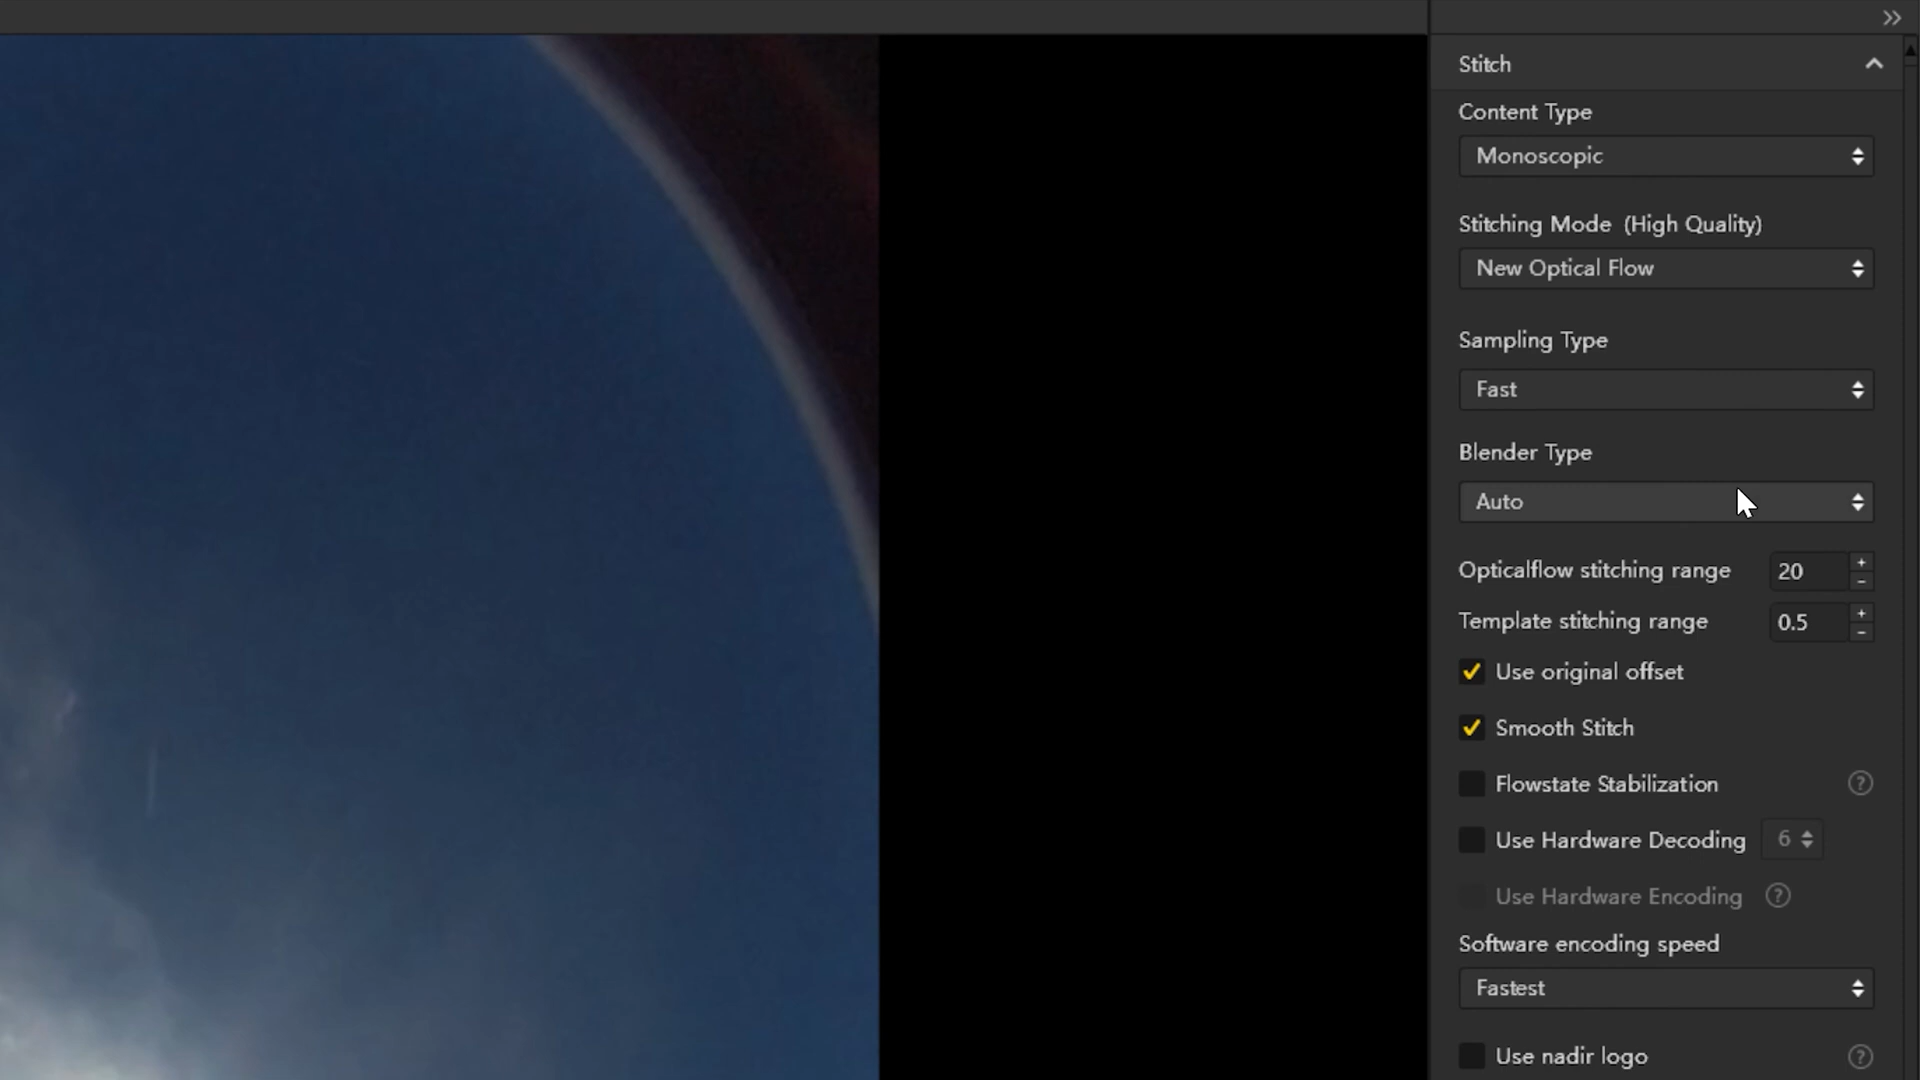 Stitch
Content Type
Monoscopic
Stitching Mode (High Quality)
New Optical Flow
Sampling Type
Fast
Blender Type
Auto
Opticalflow stitching range 20
Template stitching range 0.5
Use original offset
Smooth Stitch
Flowstate Stabilization ?
Use Hardware Decoding 6
Use Hardware Encoding ?
Software encoding speed
Fastest
Use nadir logo ?